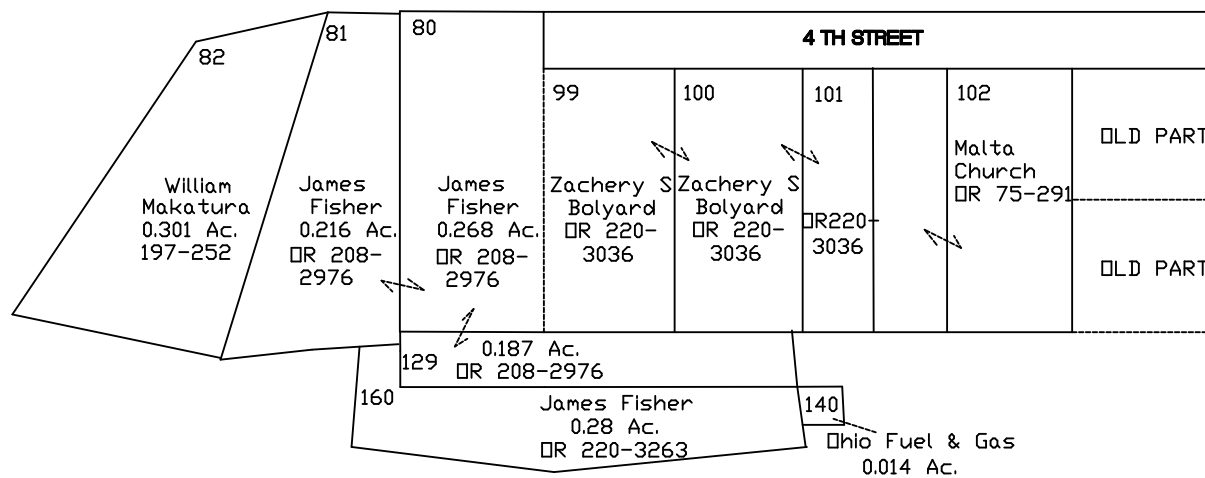 4 TH STREET
82
81
80
99
100
101
102
William
Makatura
0.301 Ac.
197-252
James
Fisher
0.216 Ac.
OR 208-
2976
James
Fisher
0.268 Ac.
OR 208-
2976
Zachery S
Bolyard
OR 220-
3036
Zachery S
Bolyard
OR 220-
3036
OR220-
3036
Malta
Church
OR 75-291
OLD PART
OLD PART
129
0.187 Ac.
OR 208-2976
160
James Fisher
0.28 Ac.
OR 220-3263
140
Ohio Fuel & Gas
0.014 Ac.